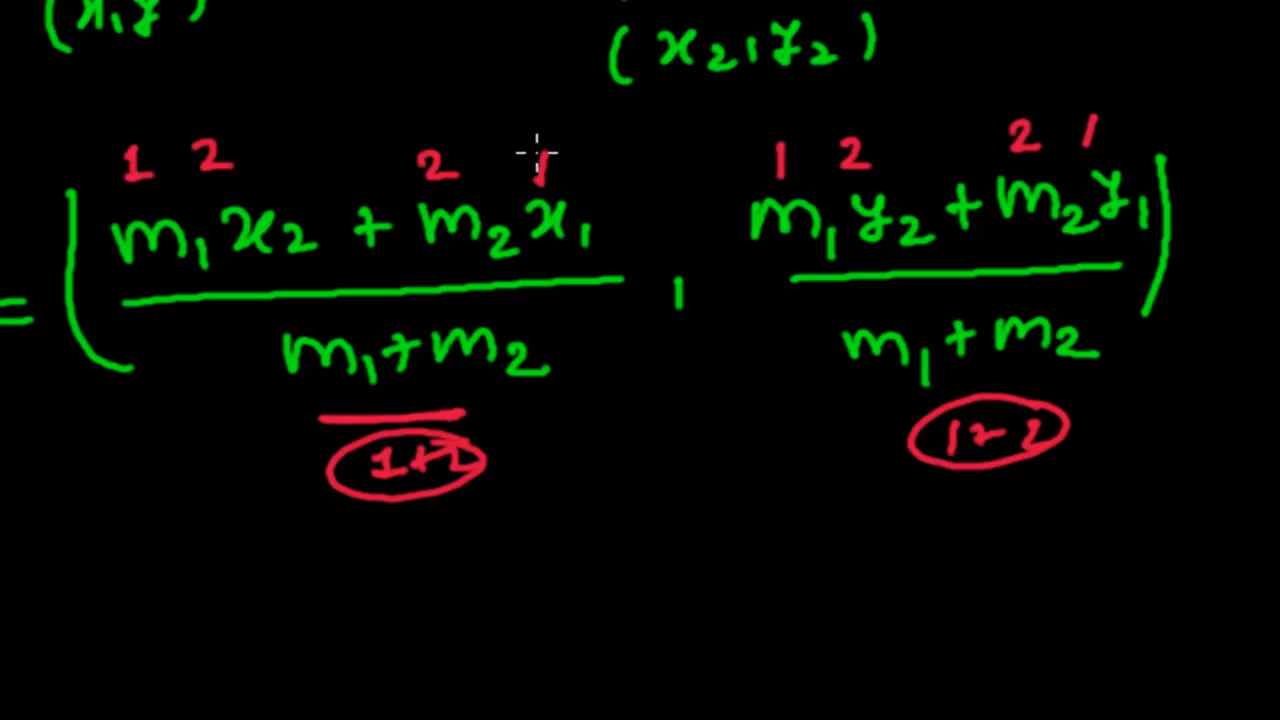 (x,y)
(x2,y2)
1 2 2 1 1 2 2 1
= ( m1x2 + m2x1 , m1y2 + m2y1 )
m1+m2 m1+m2
1+2 1+2